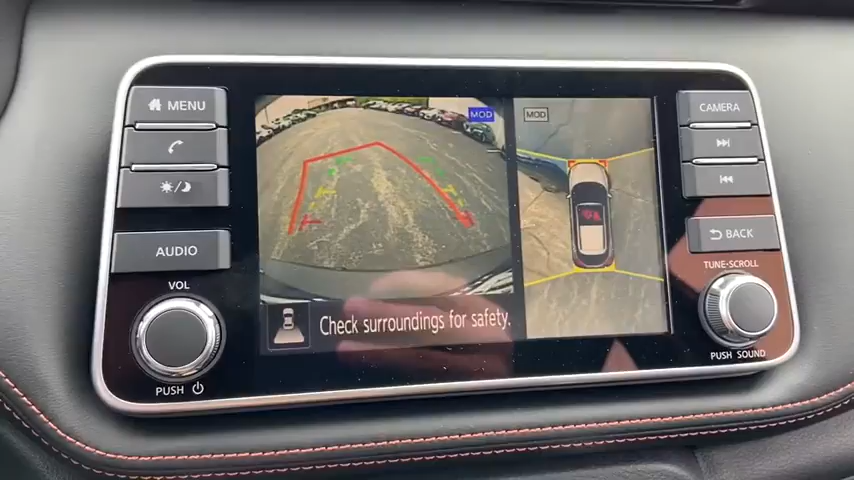 MENU
AUDIO
VOL
PUSH
MOD
MOD
Check surroundings for safety.
CAMERA
BACK
TUNE·SCROLL
PUSH SOUND